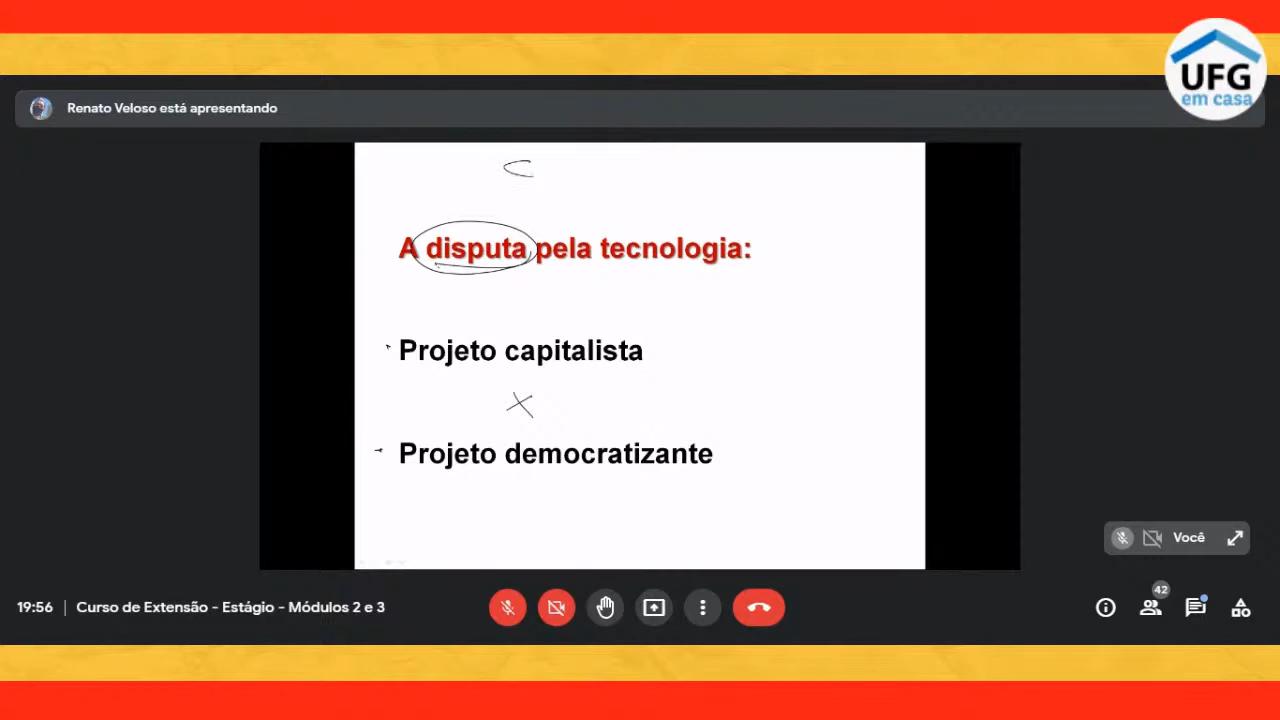 UFG
em casa
Renato Veloso está apresentando
A disputa pela tecnologia:
Projeto capitalista
X
Projeto democratizante
Você
19:56 | Curso de Extensão - Estágio - Módulos 2 e 3
42